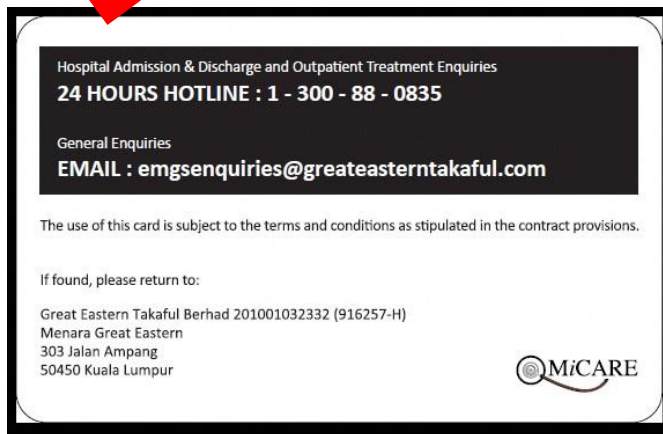 Hospital Admission & Discharge and Outpatient Treatment Enquiries
24 HOURS HOTLINE : 1 - 300 - 88 - 0835
General Enquiries
EMAIL : emgsenquiries@greateasterntakaful.com
The use of this card is subject to the terms and conditions as stipulated in the contract provisions.
If found, please return to:
Great Eastern Takaful Berhad 201001032332 (916257-H)
Menara Great Eastern
303 Jalan Ampang
50450 Kuala Lumpur
MiCARE